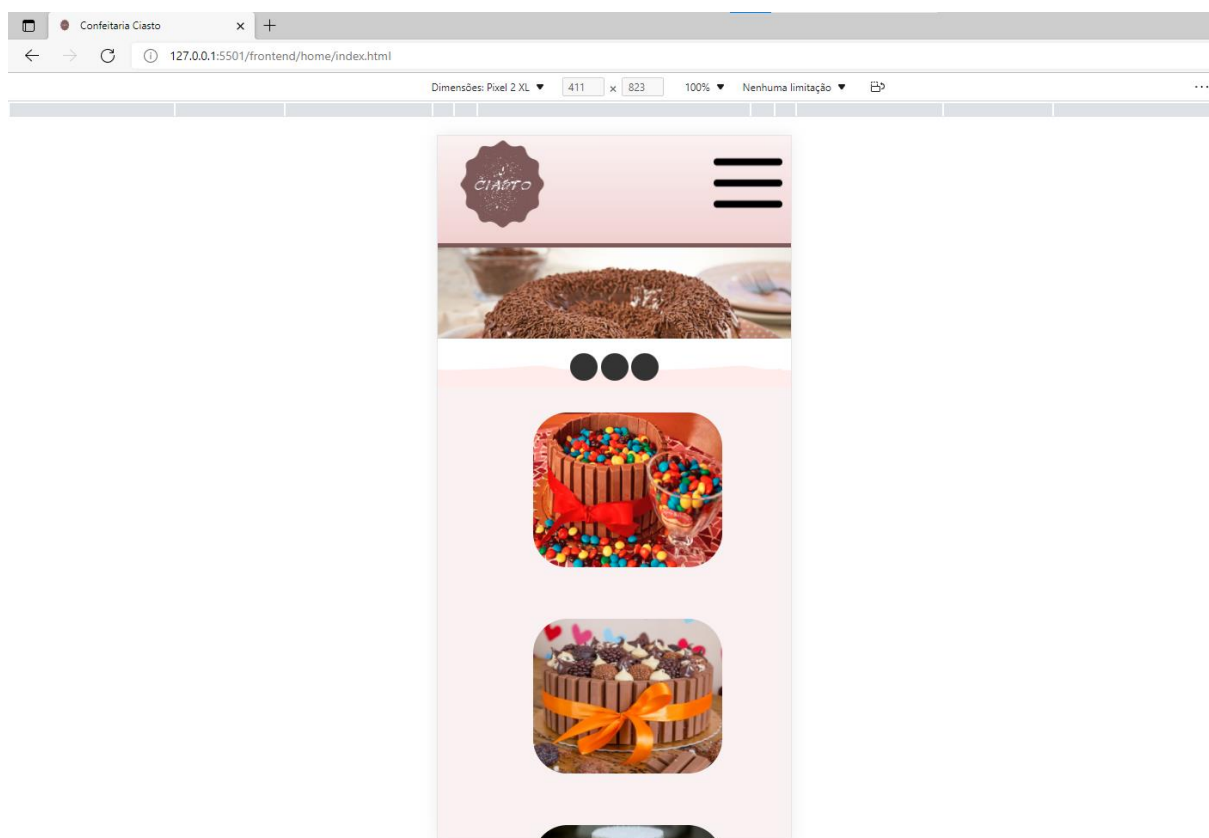 Confeitaria Ciasto
127.0.0.1:5501/frontend/home/index.html
Dimensões: Pixel 2 XL ▼ 411 x 823 100% ▼ Nenhuma limitação ▼
CIASTO